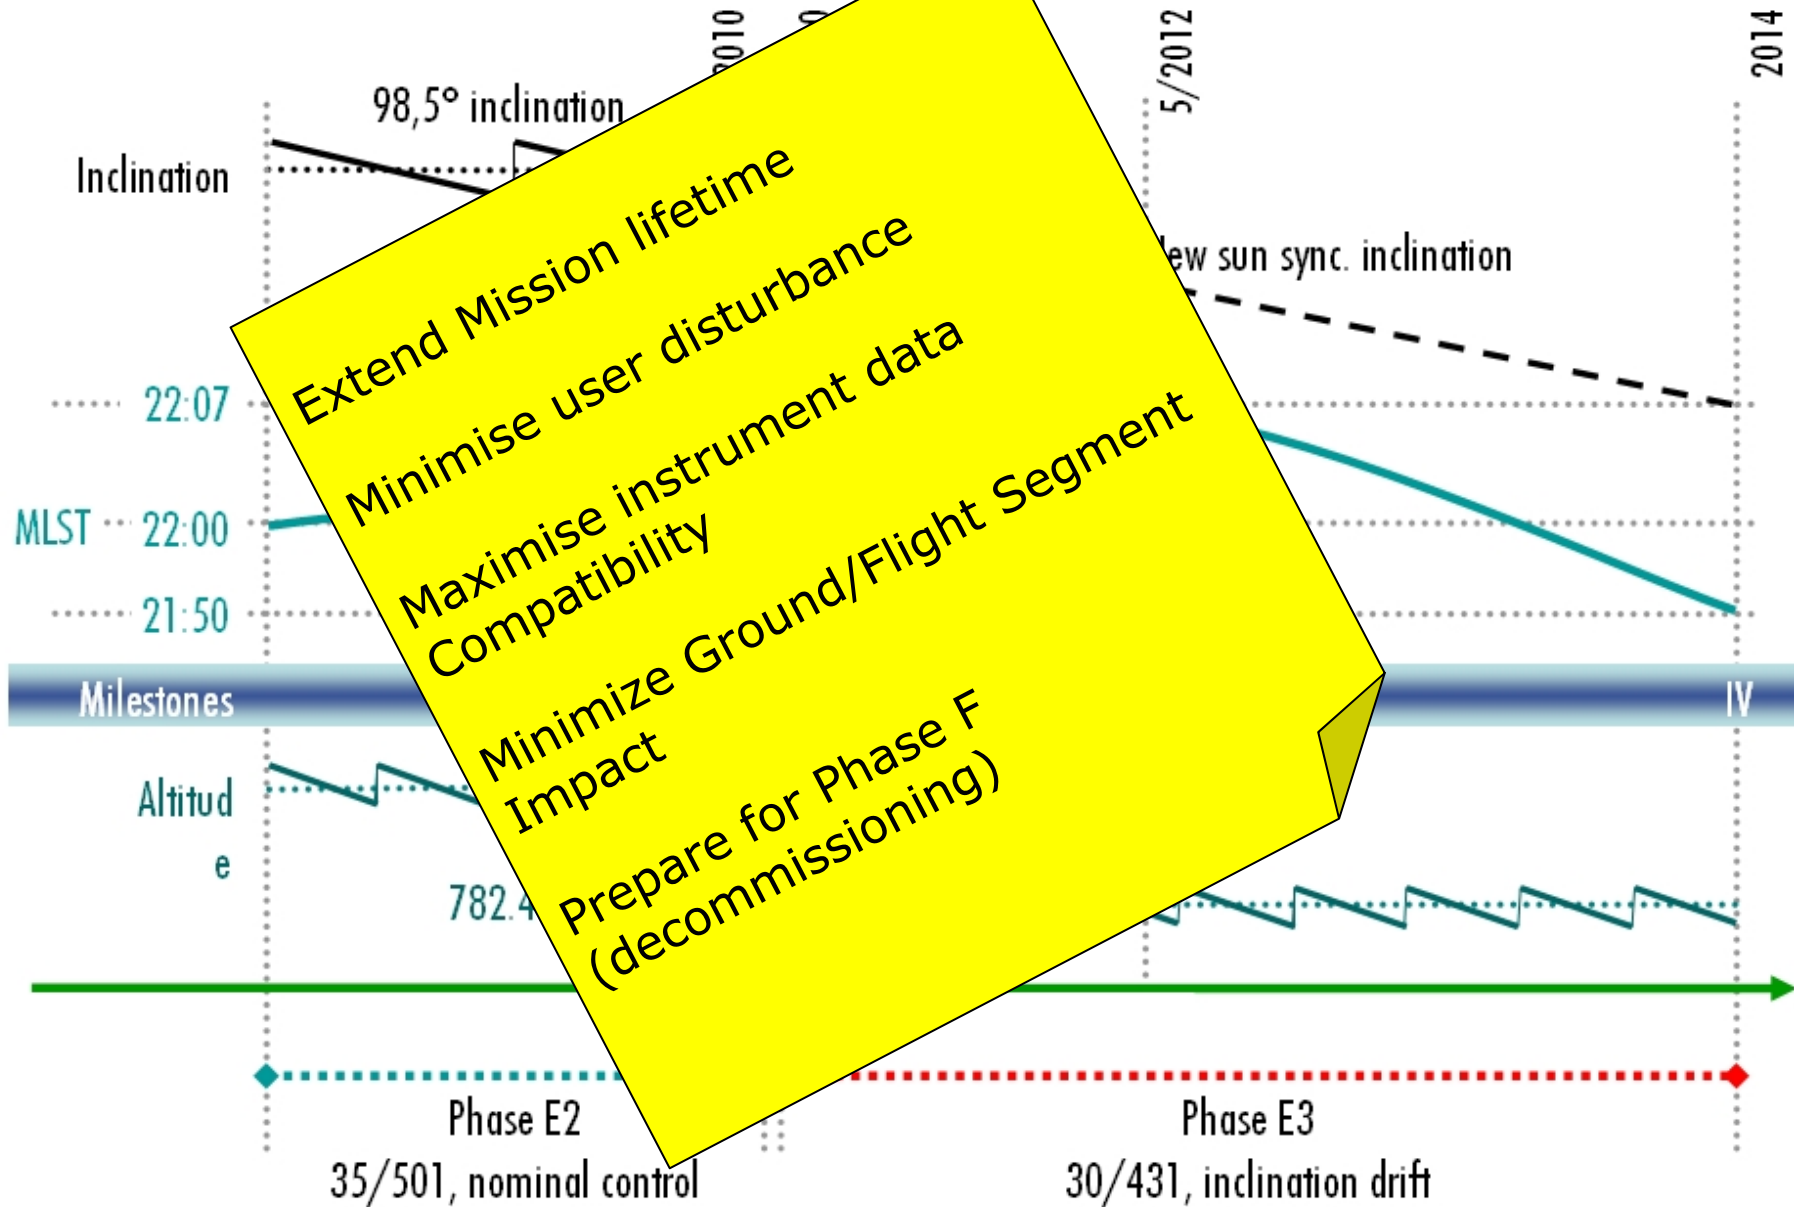 2010
5/2012
2014
98,5° inclination
Inclination
sun sync. inclination
22:07
MLST
22:00
21:50
Milestones
IV
Altitud
e
782.4
Extend Mission lifetime
Minimise user disturbance
Maximise instrument data
Compatibility
Minimize Ground/Flight Segment
Impact
Prepare for Phase F
(decommissioning)
Phase E2
35/501, nominal control
Phase E3
30/431, inclination drift